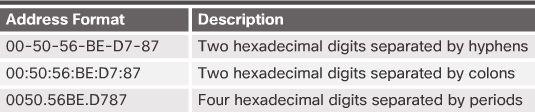 Address Format Description
00-50-56-BE-D7-87 Two hexadecimal digits separated by hyphens
00:50:56:BE:D7:87 Two hexadecimal digits separated by colons
0050.56BE.D787 Four hexadecimal digits separated by periods